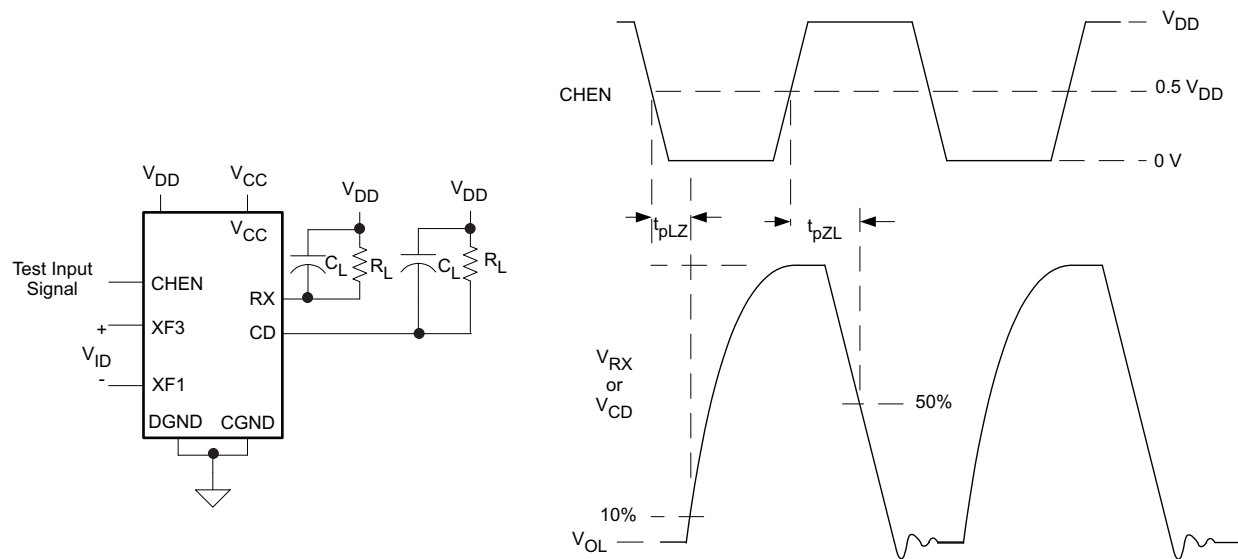 V_DD
V_CC
V_CC
V_DD
V_DD
C_L
R_L
C_L
R_L
Test Input
Signal
CHEN
RX
CD
XF3
+
V_ID
-
XF1
DGND
CGND
CHEN
V_DD
0.5 V_DD
0 V
t_pLZ
t_pZL
V_RX
or
V_CD
50%
10%
V_OL